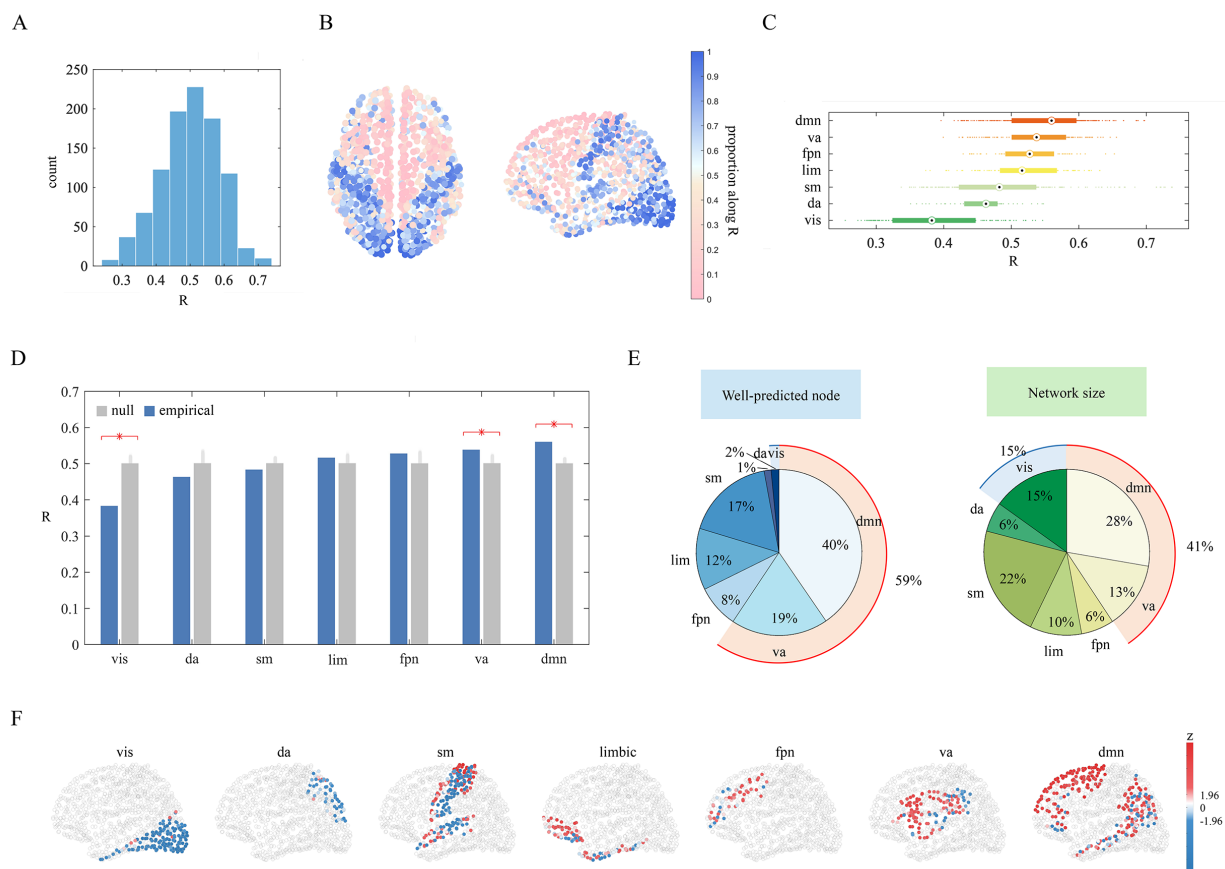 A
B
C
250
200
150
100
50
0
count
0.3 0.4 0.5 0.6 0.7
R
1
0.9
0.8
0.7
0.6
0.5
0.4
0.3
0.2
0.1
0
proportion along R
dmn
va
fpn
lim
sm
da
vis
0.3 0.4 0.5 0.6 0.7
R
D
E
0.7
0.6
0.5
0.4
0.3
0.2
0.1
0
R
null empirical
* * *
vis da sm lim fpn va dmn
Well-predicted node
2% davis
1%
sm
17%
dmn
40%
lim
12%
59%
8%
fpn
19%
va
Network size
15%
vis
dmn
15%
28%
da
6%
41%
22%
sm
13%
va
10%
6%
lim
fpn
F
vis da sm limbic fpn va dmn
z
1.96
0
-1.96